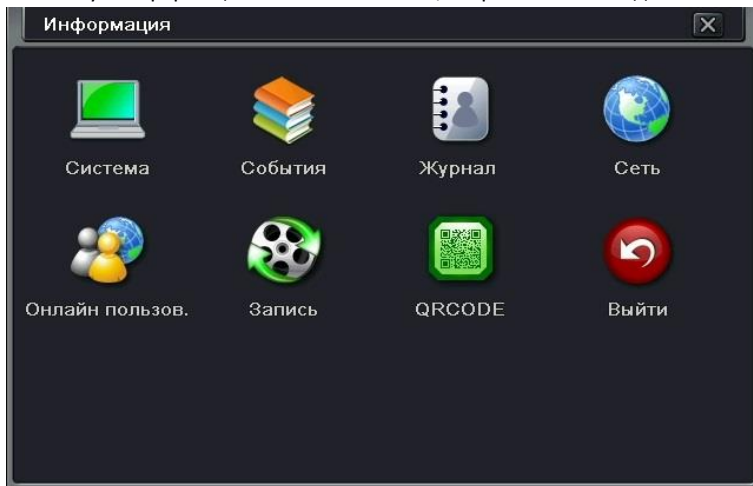 Информация
Система События Журнал Сеть
Онлайн пользов. Запись QRCODE Выйти